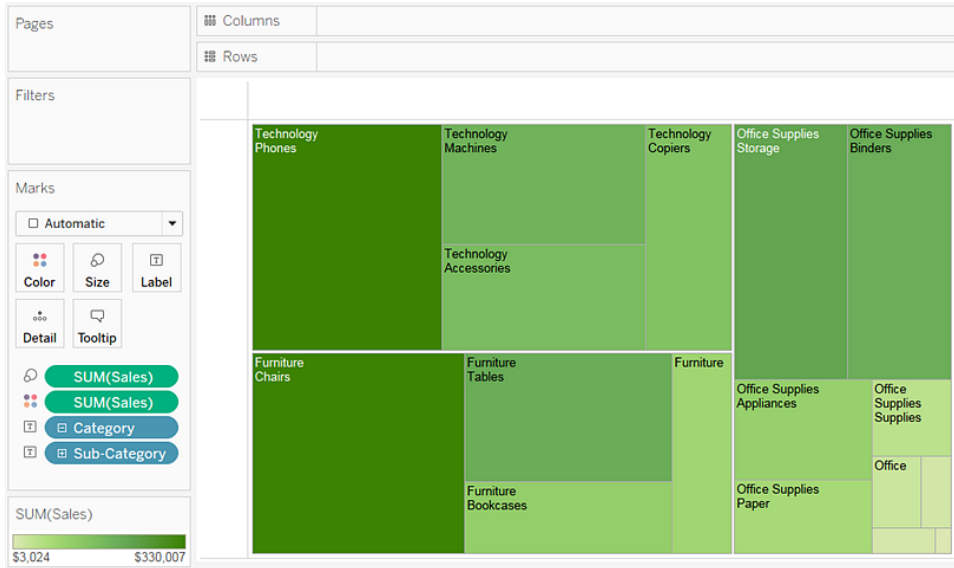 Pages
Columns
Rows
Filters
Marks
Automatic
Color
Size
Label
Detail
Tooltip
SUM(Sales)
SUM(Sales)
Category
Sub-Category
SUM(Sales)
$3,024
$330,007
Technology
Phones
Technology
Machines
Technology
Copiers
Technology
Accessories
Office Supplies
Storage
Office Supplies
Binders
Furniture
Chairs
Furniture
Tables
Furniture
Furniture
Bookcases
Office Supplies
Appliances
Office
Supplies
Supplies
Office
Office Supplies
Paper